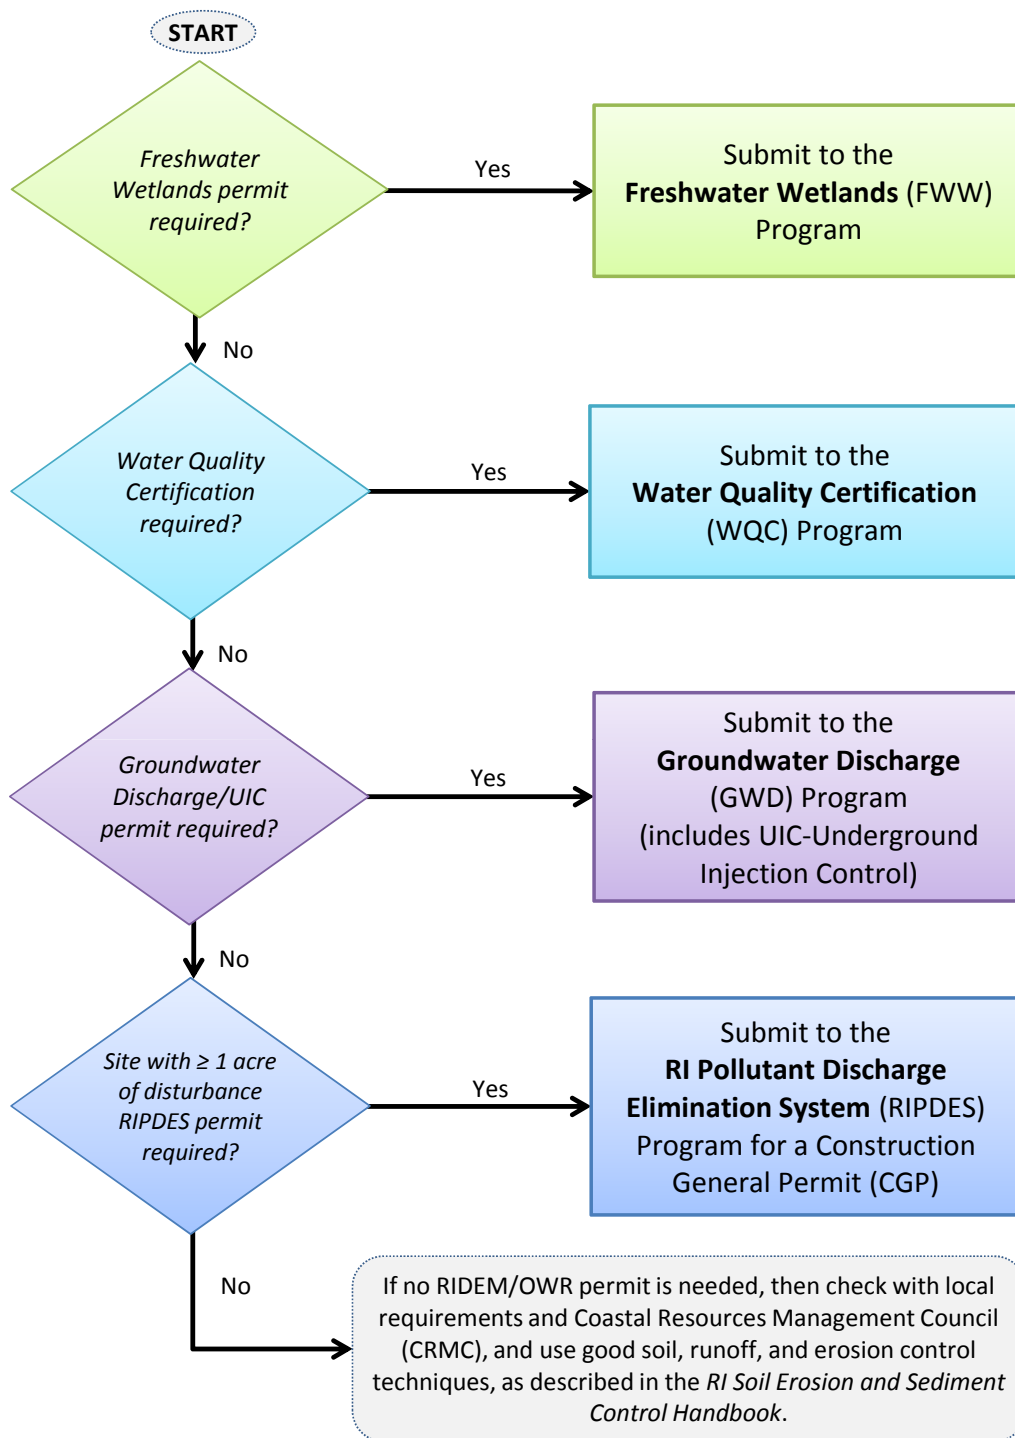 START
Freshwater
Wetlands permit
required?
Yes
Submit to the
Freshwater Wetlands (FWW)
Program
No
Water Quality
Certification
required?
Yes
Submit to the
Water Quality Certification
(WQC) Program
No
Groundwater
Discharge/UIC
permit required?
Yes
Submit to the
Groundwater Discharge
(GWD) Program
(includes UIC-Underground
Injection Control)
No
Site with ≥ 1 acre
of disturbance
RIPDES permit
required?
Yes
Submit to the
RI Pollutant Discharge
Elimination System (RIPDES)
Program for a Construction
General Permit (CGP)
No
If no RIDEM/OWR permit is needed, then check with local
requirements and Coastal Resources Management Council
(CRMC), and use good soil, runoff, and erosion control
techniques, as described in the RI Soil Erosion and Sediment
Control Handbook.